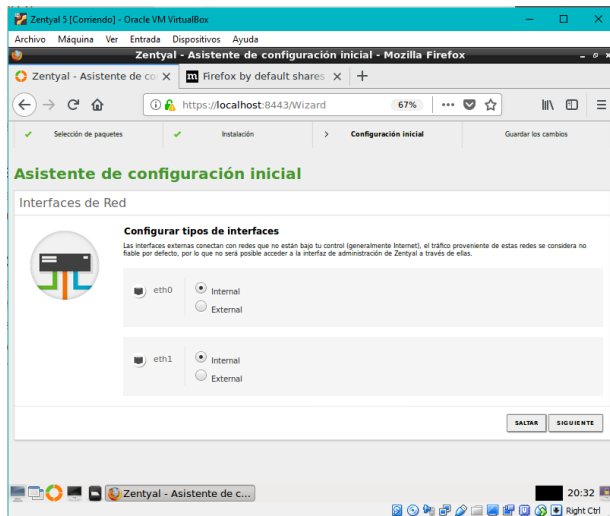 Zentyal 5 [Corriendo] - Oracle VM VirtualBox
Archivo Máquina Ver Entrada Dispositivos Ayuda
Zentyal - Asistente de configuración inicial - Mozilla Firefox
Zentyal - Asistente de co
Firefox by default shares
https://localhost:8443/Wizard
67%
Selección de paquetes
Instalación
Configuración inicial
Guardar los cambios
Asistente de configuración inicial
Interfaces de Red
Configurar tipos de interfaces
Las interfaces externas conectan con redes que no están bajo tu control (generalmente Internet), el tráfico proveniente de estas redes se considera no
fiable por defecto, por lo que no será posible acceder a la interfaz de administración de Zentyal a través de ellas.
eth0
Internal
External
eth1
Internal
External
SALTAR
SIGUIENTE
Zentyal - Asistente de c...
20:32
Right Ctrl